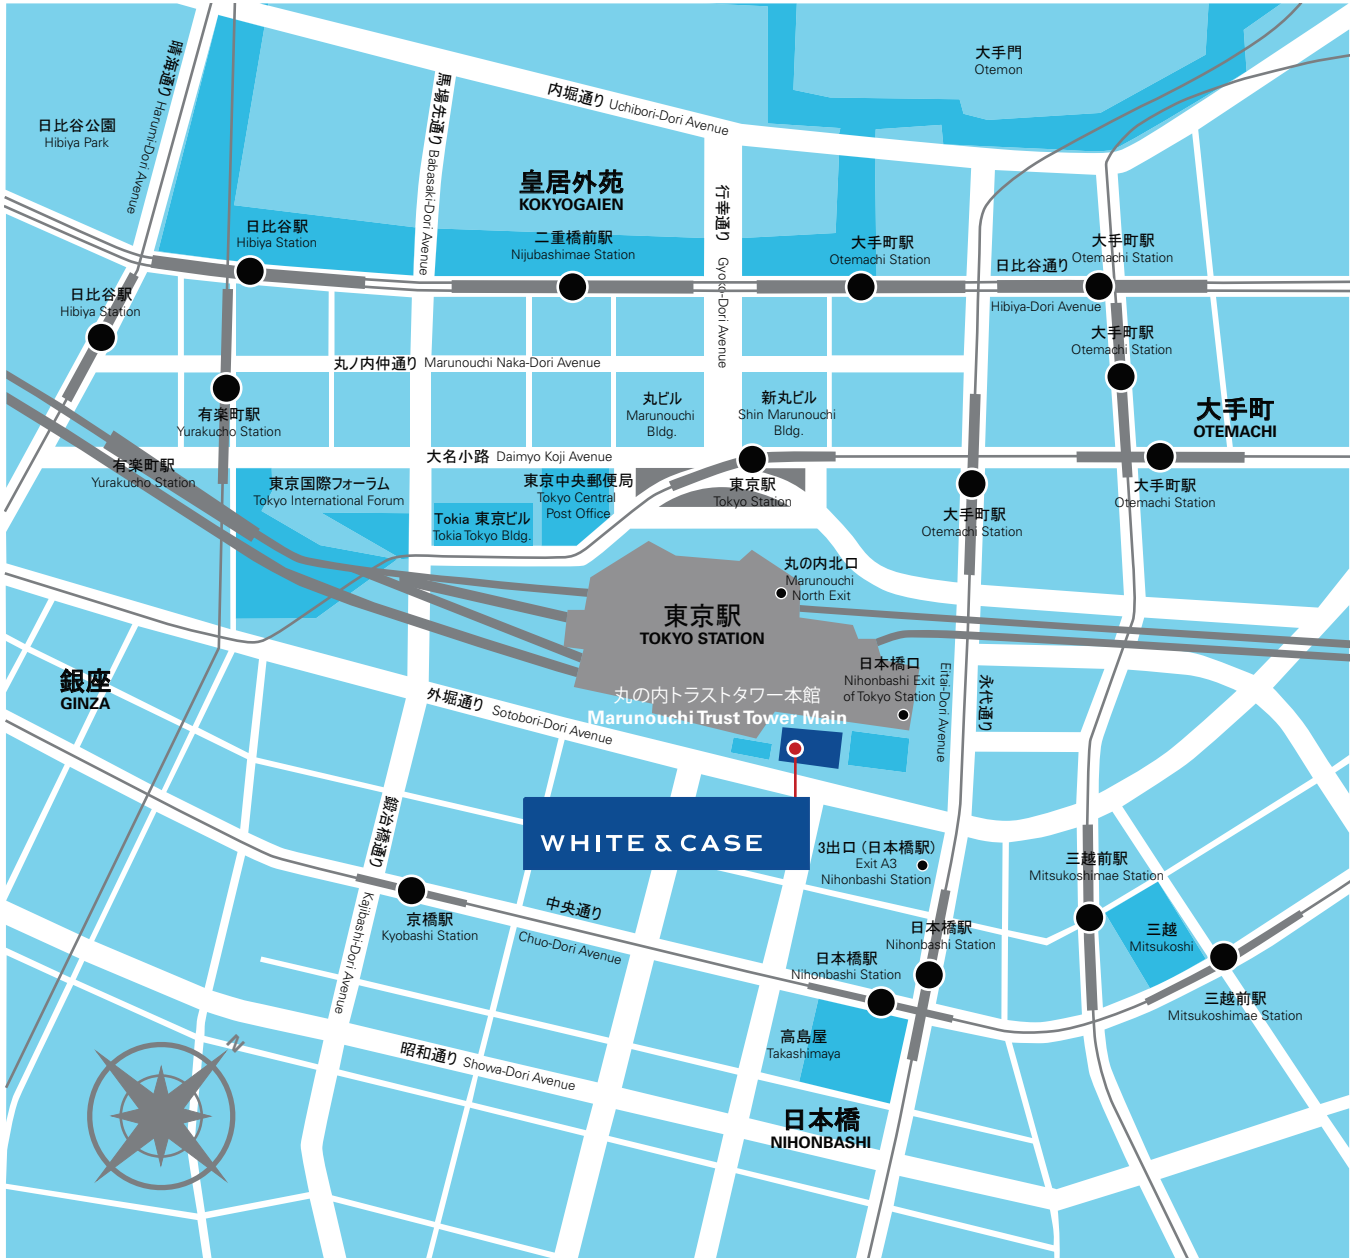 大手門
Otemon
晴海通り Harumi-Dori Avenue
馬場先通り Babasaki-Dori Avenue
内堀通り Uchibori-Dori Avenue
日比谷公園
Hibiya Park
皇居外苑
KOKYOGAIEN
行幸通り Gyoko-Dori Avenue
日比谷駅
Hibiya Station
二重橋前駅
Nijubashimae Station
大手町駅
Otemachi Station
大手町駅
Otemachi Station
日比谷通り
Hibiya-Dori Avenue
日比谷駅
Hibiya Station
大手町駅
Otemachi Station
丸ノ内仲通り Marunouchi Naka-Dori Avenue
丸ビル
Marunouchi
Bldg.
新丸ビル
Shin Marunouchi
Bldg.
大手町
OTEMACHI
有楽町駅
Yurakucho Station
大名小路 Daimyo Koji Avenue
有楽町駅
Yurakucho Station
東京国際フォーラム
Tokyo International Forum
東京中央郵便局
Tokyo Central
Post Office
東京駅
Tokyo Station
大手町駅
Otemachi Station
大手町駅
Otemachi Station
Tokia 東京ビル
Tokia Tokyo Bldg.
丸の内北口
Marunouchi
North Exit
東京駅
TOKYO STATION
日本橋口
Nihonbashi Exit
of Tokyo Station
Eitai-Dori Avenue
永代通り
銀座
GINZA
外堀通り Sotobori-Dori Avenue
丸の内トラストタワー本館
Marunouchi Trust Tower Main
WHITE & CASE
鍛冶橋通り
Kajibashi-Dori Avenue
3出口(日本橋駅)
Exit A3
Nihonbashi Station
三越前駅
Mitsukoshimae Station
京橋駅
Kyobashi Station
中央通り
Chuo-Dori Avenue
日本橋駅
Nihonbashi Station
三越
Mitsukoshi
日本橋駅
Nihonbashi Station
三越前駅
Mitsukoshimae Station
高島屋
Takashimaya
昭和通り Showa-Dori Avenue
N
日本橋
NIHONBASHI